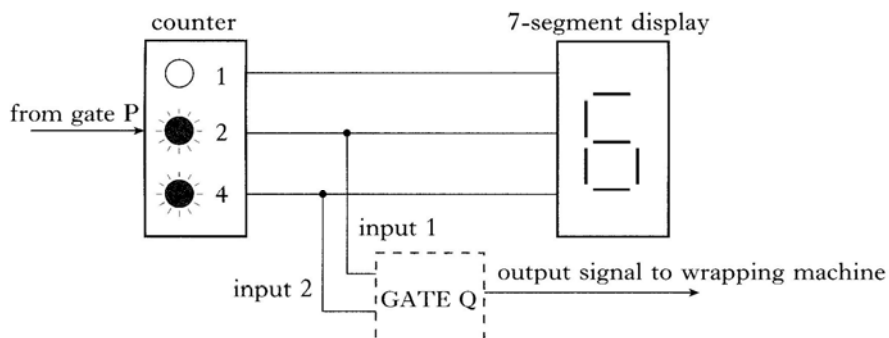 counter
7-segment display
1
from gate P
2
6
4
input 1
input 2
GATE Q
output signal to wrapping machine